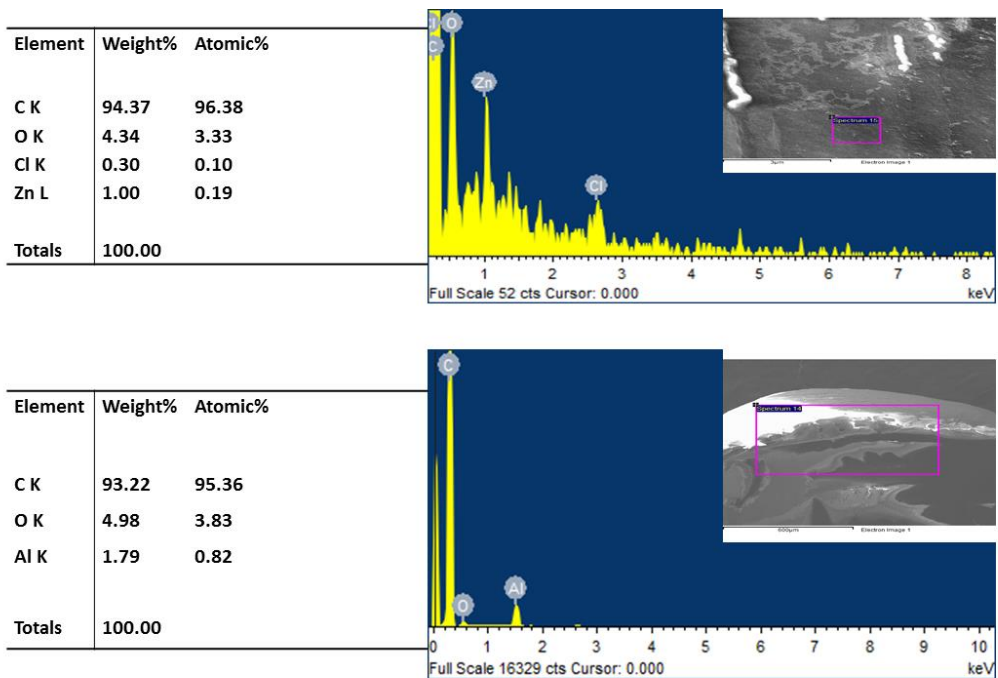 Element Weight% Atomic%
C K 94.37 96.38
O K 4.34 3.33
Cl K 0.30 0.10
Zn L 1.00 0.19
Totals 100.00
Cl O
C
Zn
Cl
1 2 3 4 5 6 7 8
Full Scale 52 cts Cursor: 0.000 keV
Spectrum 15
3µm Electron Image 1
Element Weight% Atomic%
C K 93.22 95.36
O K 4.98 3.83
Al K 1.79 0.82
Totals 100.00
C
O
Al
0 1 2 3 4 5 6 7 8 9 10
Full Scale 16329 cts Cursor: 0.000 keV
Spectrum 14
600µm Electron Image 1